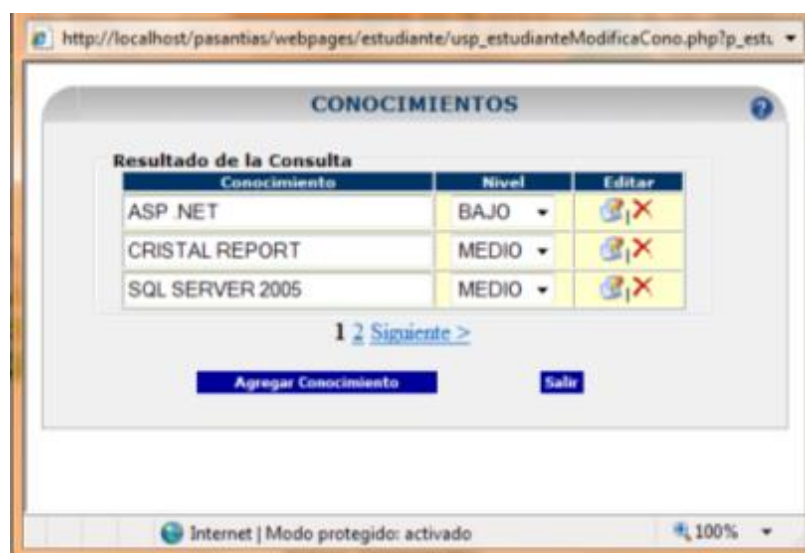 http://localhost/pasantias/webpages/estudiante/usp_estudianteModificaCono.php?p_estu
CONOCIMIENTOS
Resultado de la Consulta
Conocimiento Nivel Editar
ASP .NET BAJO
CRISTAL REPORT MEDIO
SQL SERVER 2005 MEDIO
1 2 Siguiente >
Agregar Conocimiento Salir
Internet | Modo protegido: activado 100%